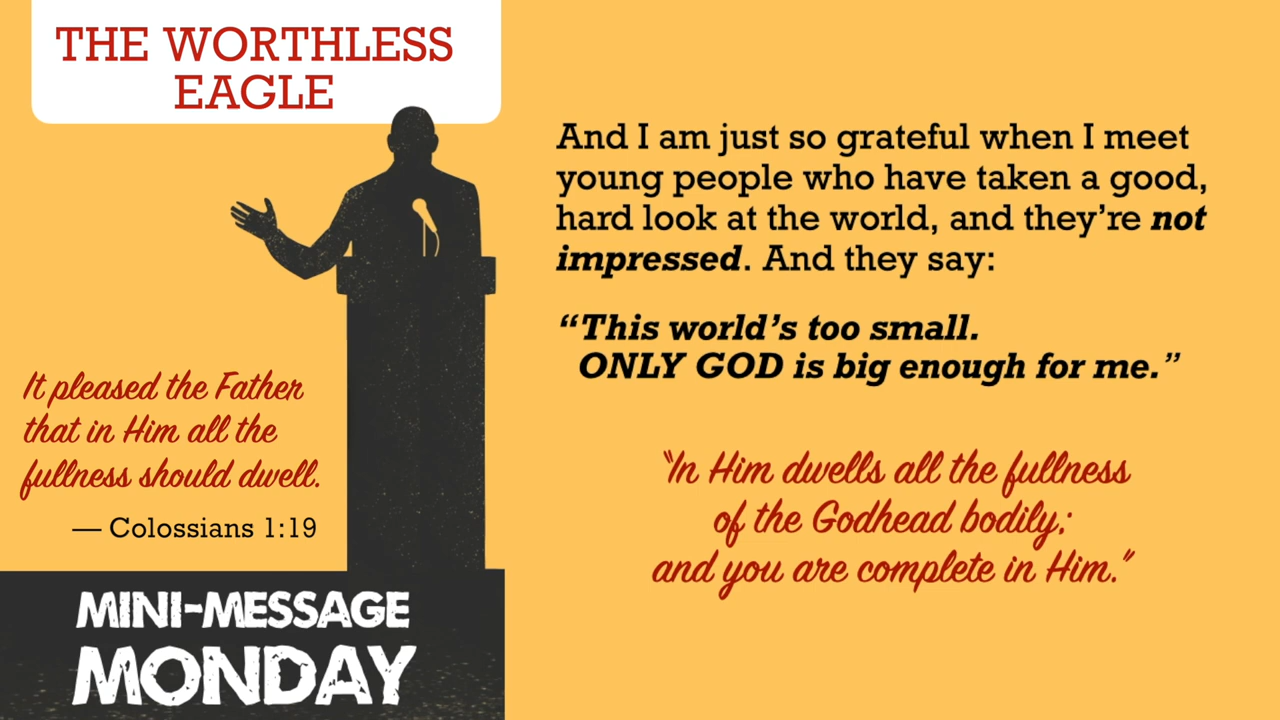 THE WORTHLESS
EAGLE
It pleased the Father
that in Him all the
fullness should dwell.
— Colossians 1:19
MINI-MESSAGE
MONDAY
And I am just so grateful when I meet
young people who have taken a good,
hard look at the world, and they’re not
impressed. And they say:
“This world’s too small.
ONLY GOD is big enough for me.”
“In Him dwells all the fullness
of the Godhead bodily;
and you are complete in Him.”